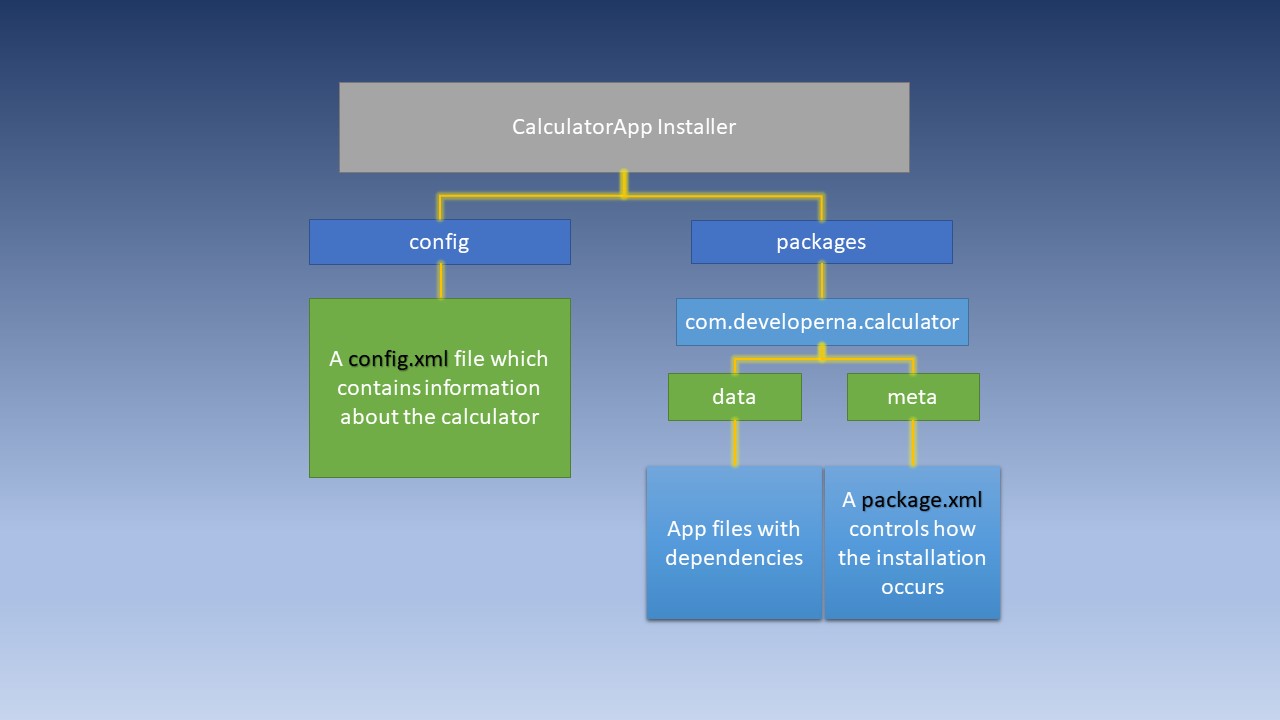 CalculatorApp Installer
config
packages
A config.xml file which
contains information
about the calculator
com.developerna.calculator
data
meta
App files with
dependencies
A package.xml
controls how
the installation
occurs